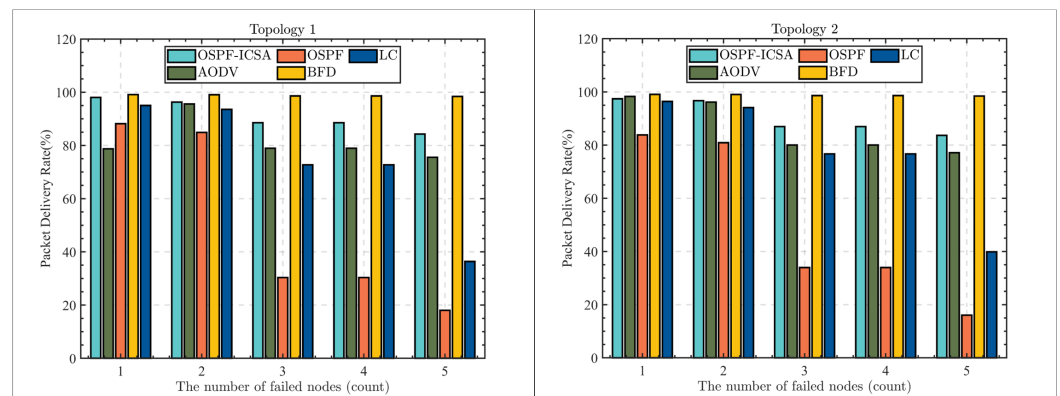 Topology 1
OSPF-ICSA OSPF LC
AODV BFD
Packet Delivery Rate(%)
120
100
80
60
40
20
0
1 2 3 4 5
The number of failed nodes (count)
Topology 2
OSPF-ICSA OSPF LC
AODV BFD
Packet Delivery Rate(%)
120
100
80
60
40
20
0
1 2 3 4 5
The number of failed nodes (count)